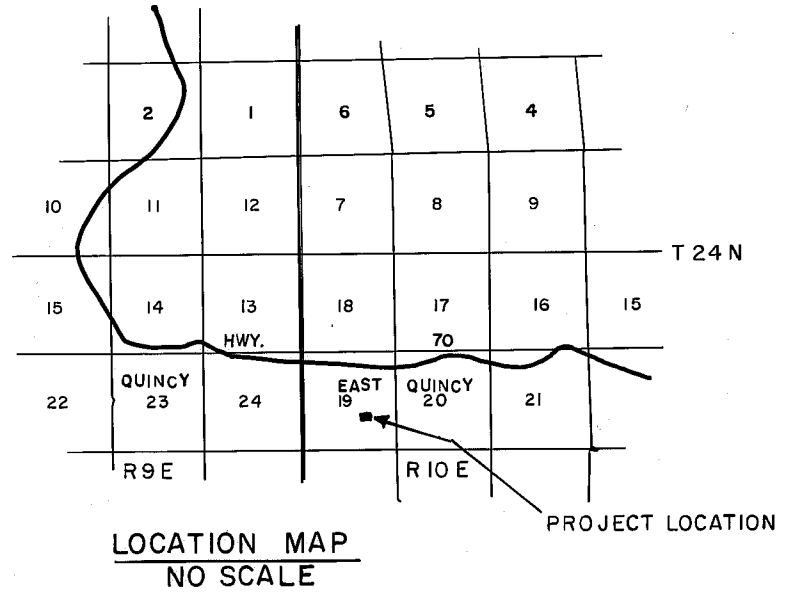 2 1 6 5 4
10 11 12 7 8 9
T24N
15 14 13 18 17 16 15
HWY. 70
QUINCY EAST QUINCY
22 23 24 19 20 21
R9E R10E
PROJECT LOCATION
LOCATION MAP
NO SCALE